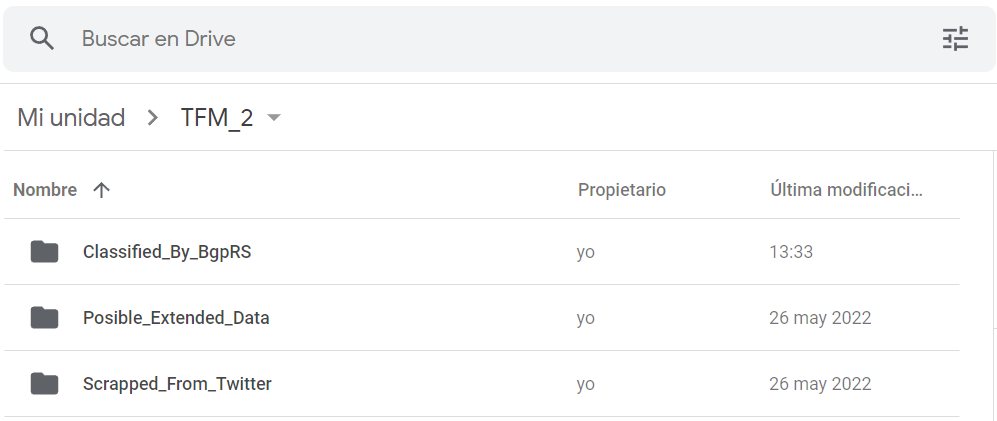 Buscar en Drive
Mi unidad > TFM_2
Nombre Propietario Última modificaci...
Classified_By_BgpRS yo 13:33
Posible_Extended_Data yo 26 may 2022
Scrapped_From_Twitter yo 26 may 2022